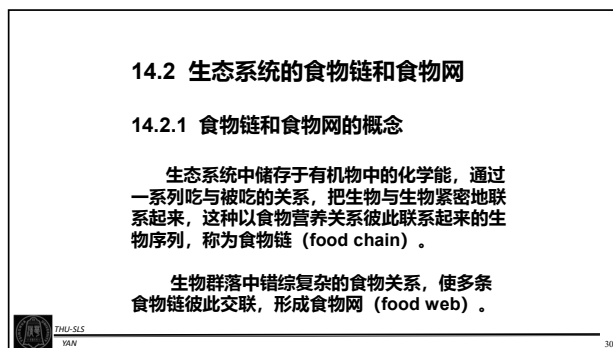 14.2 生态系统的食物链和食物网
14.2.1 食物链和食物网的概念
生态系统中储存于有机物中的化学能，通过
一系列吃与被吃的关系，把生物与生物紧密地联
系起来，这种以食物营养关系彼此联系起来的生
物序列，称为食物链（food chain）。
生物群落中错综复杂的食物关系，使多条
食物链彼此交联，形成食物网（food web）。
THU-SLS
YAN
30